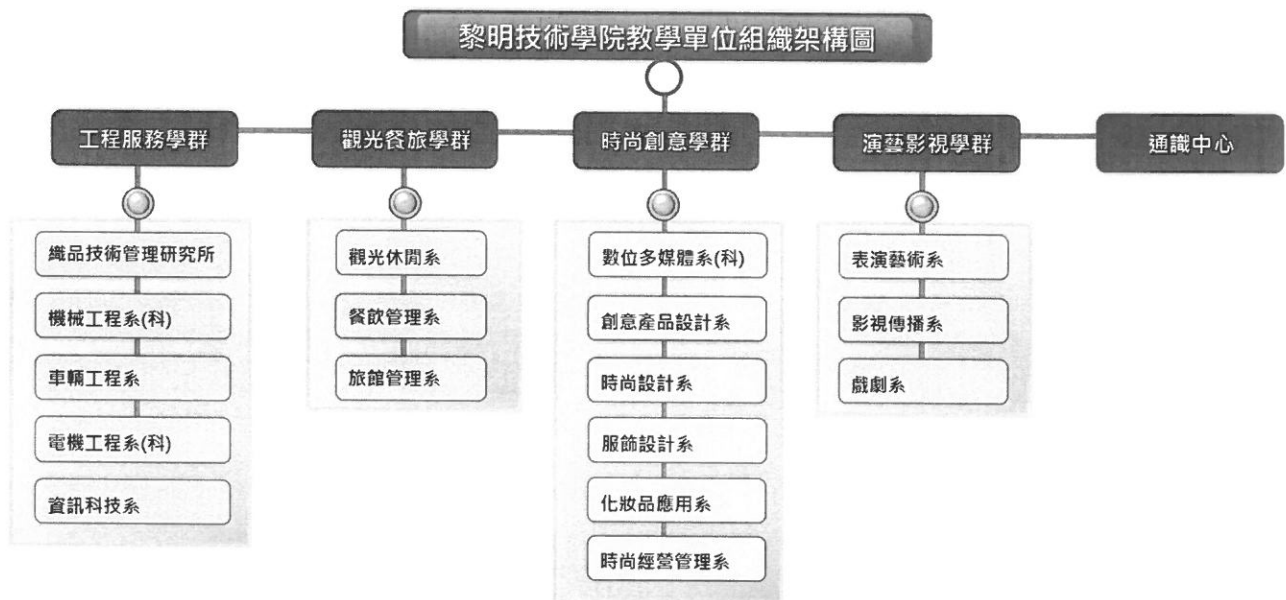 黎明技術學院教學單位組織架構圖
工程服務學群
觀光餐旅學群
時尚創意學群
演藝影視學群
通識中心
織品技術管理研究所
機械工程系(科)
車輛工程系
電機工程系(科)
資訊科技系
觀光休閒系
餐飲管理系
旅館管理系
數位多媒體系(科)
創意產品設計系
時尚設計系
服飾設計系
化妝品應用系
時尚經營管理系
表演藝術系
影視傳播系
戲劇系